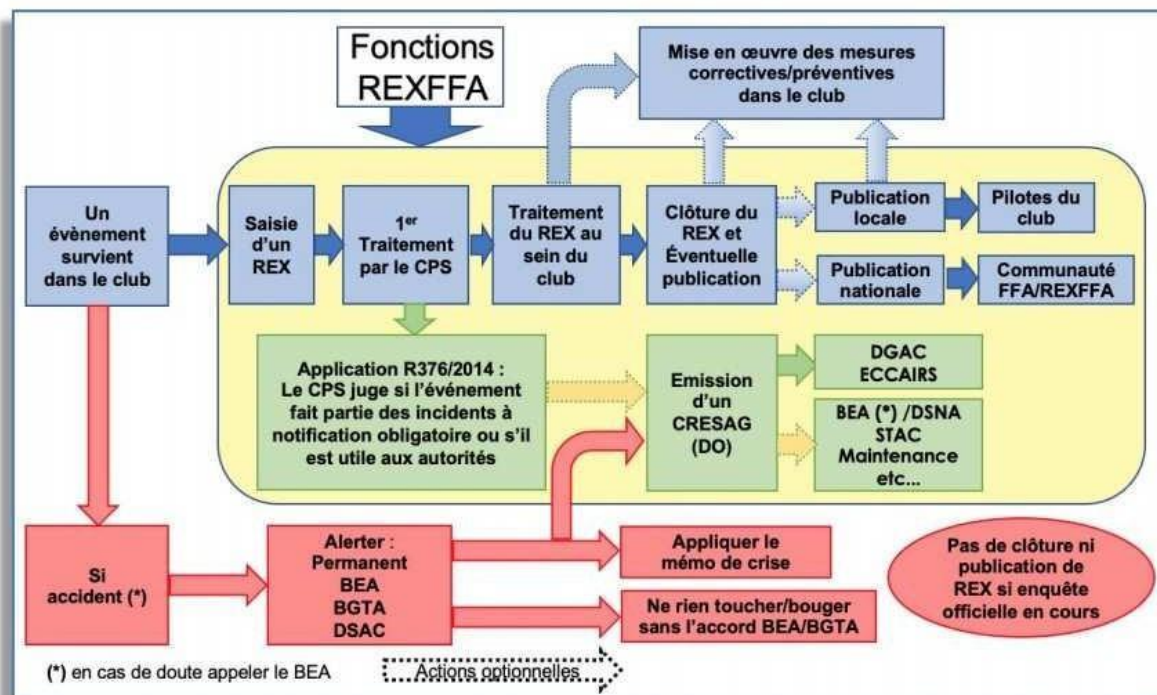 Fonctions
REXFFA
Mise en œuvre des mesures
correctives/préventives
dans le club
Un
évènement
survient
dans le club
Saisie
d'un
REX
1er
Traitement
par le CPS
Traitement
du REX au
sein du
club
Clôture du
REX et
Éventuelle
publication
Publication
locale
Pilotes du
club
Publication
nationale
Communauté
FFA/REXFFA
Application R376/2014 :
Le CPS juge si l'événement
fait partie des incidents à
notification obligatoire ou s'il
est utile aux autorités
Emission
d'un
CRESAG
(DO)
DGAC
ECCAIRS
BEA (*) /DSNA
STAC
Maintenance
etc...
Si
accident (*)
Alerter :
Permanent
BEA
BGTA
DSAC
Appliquer le
mémo de crise
Ne rien toucher/bouger
sans l'accord BEA/BGTA
Pas de clôture ni
publication de
REX si enquête
officielle en cours
(*) en cas de doute appeler le BEA
Actions optionnelles